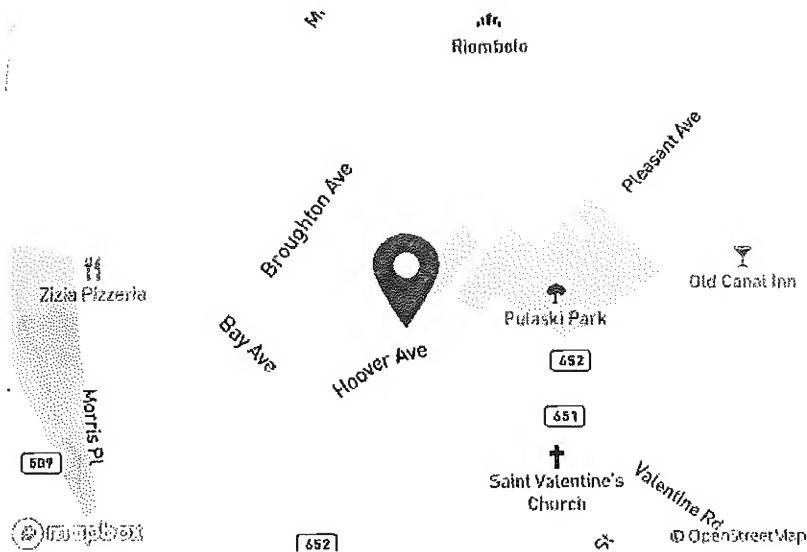 M.
Riombolo
Pleasant Ave
Broughton Ave
Zizia Pizzeria
Old Canal Inn
Pulaski Park
Bay Ave
Hoover Ave
652
651
Morris Pl
509
Saint Valentine's
Church
Valentine Rd
mapbox
652
© OpenStreetMap